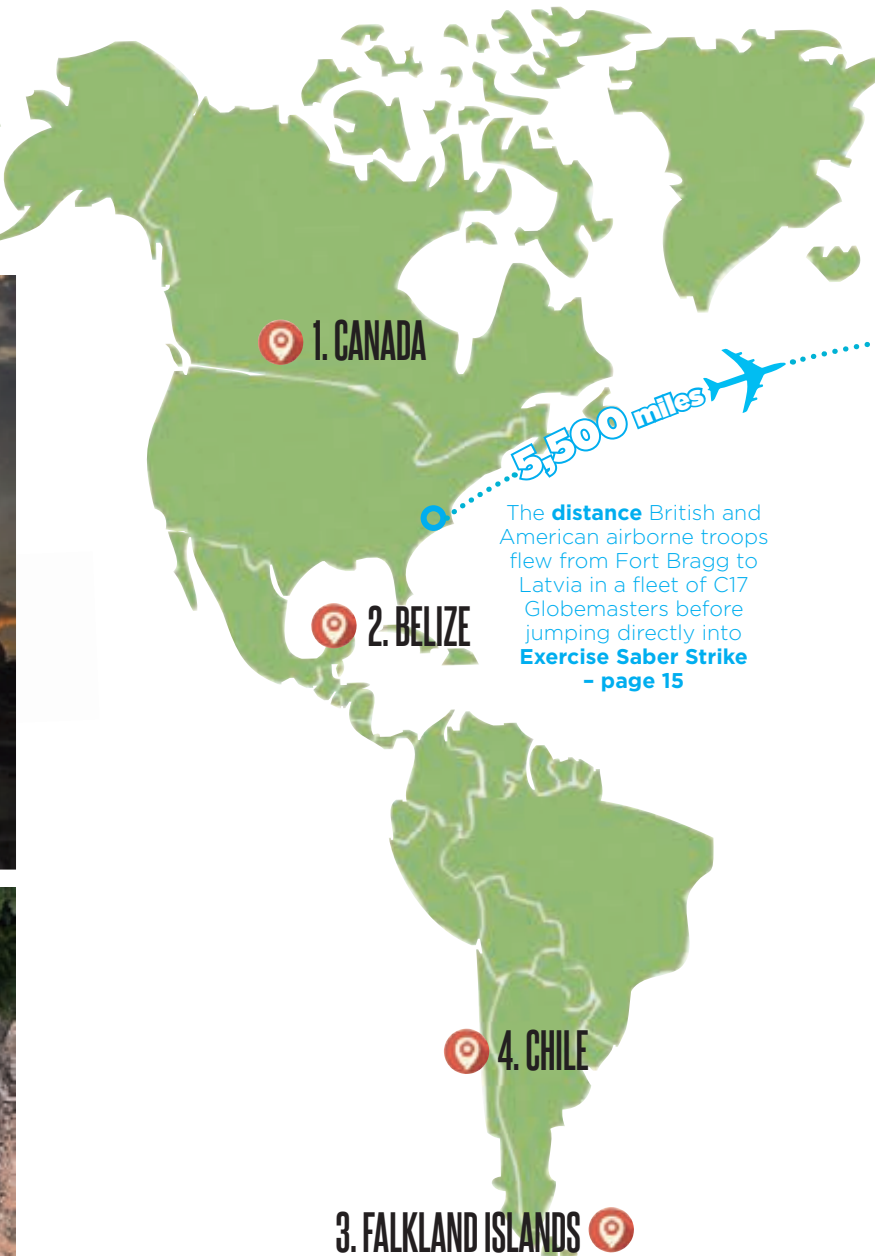 1. CANADA
5,500 miles
The distance British and
American airborne troops
flew from Fort Bragg to
Latvia in a fleet of C17
Globemasters before
jumping directly into
Exercise Saber Strike
– page 15
2. BELIZE
4. CHILE
3. FALKLAND ISLANDS